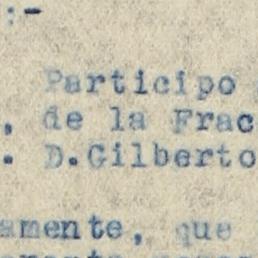 :-
Participo
, de la Frac
. D.Gilberto
amente, que